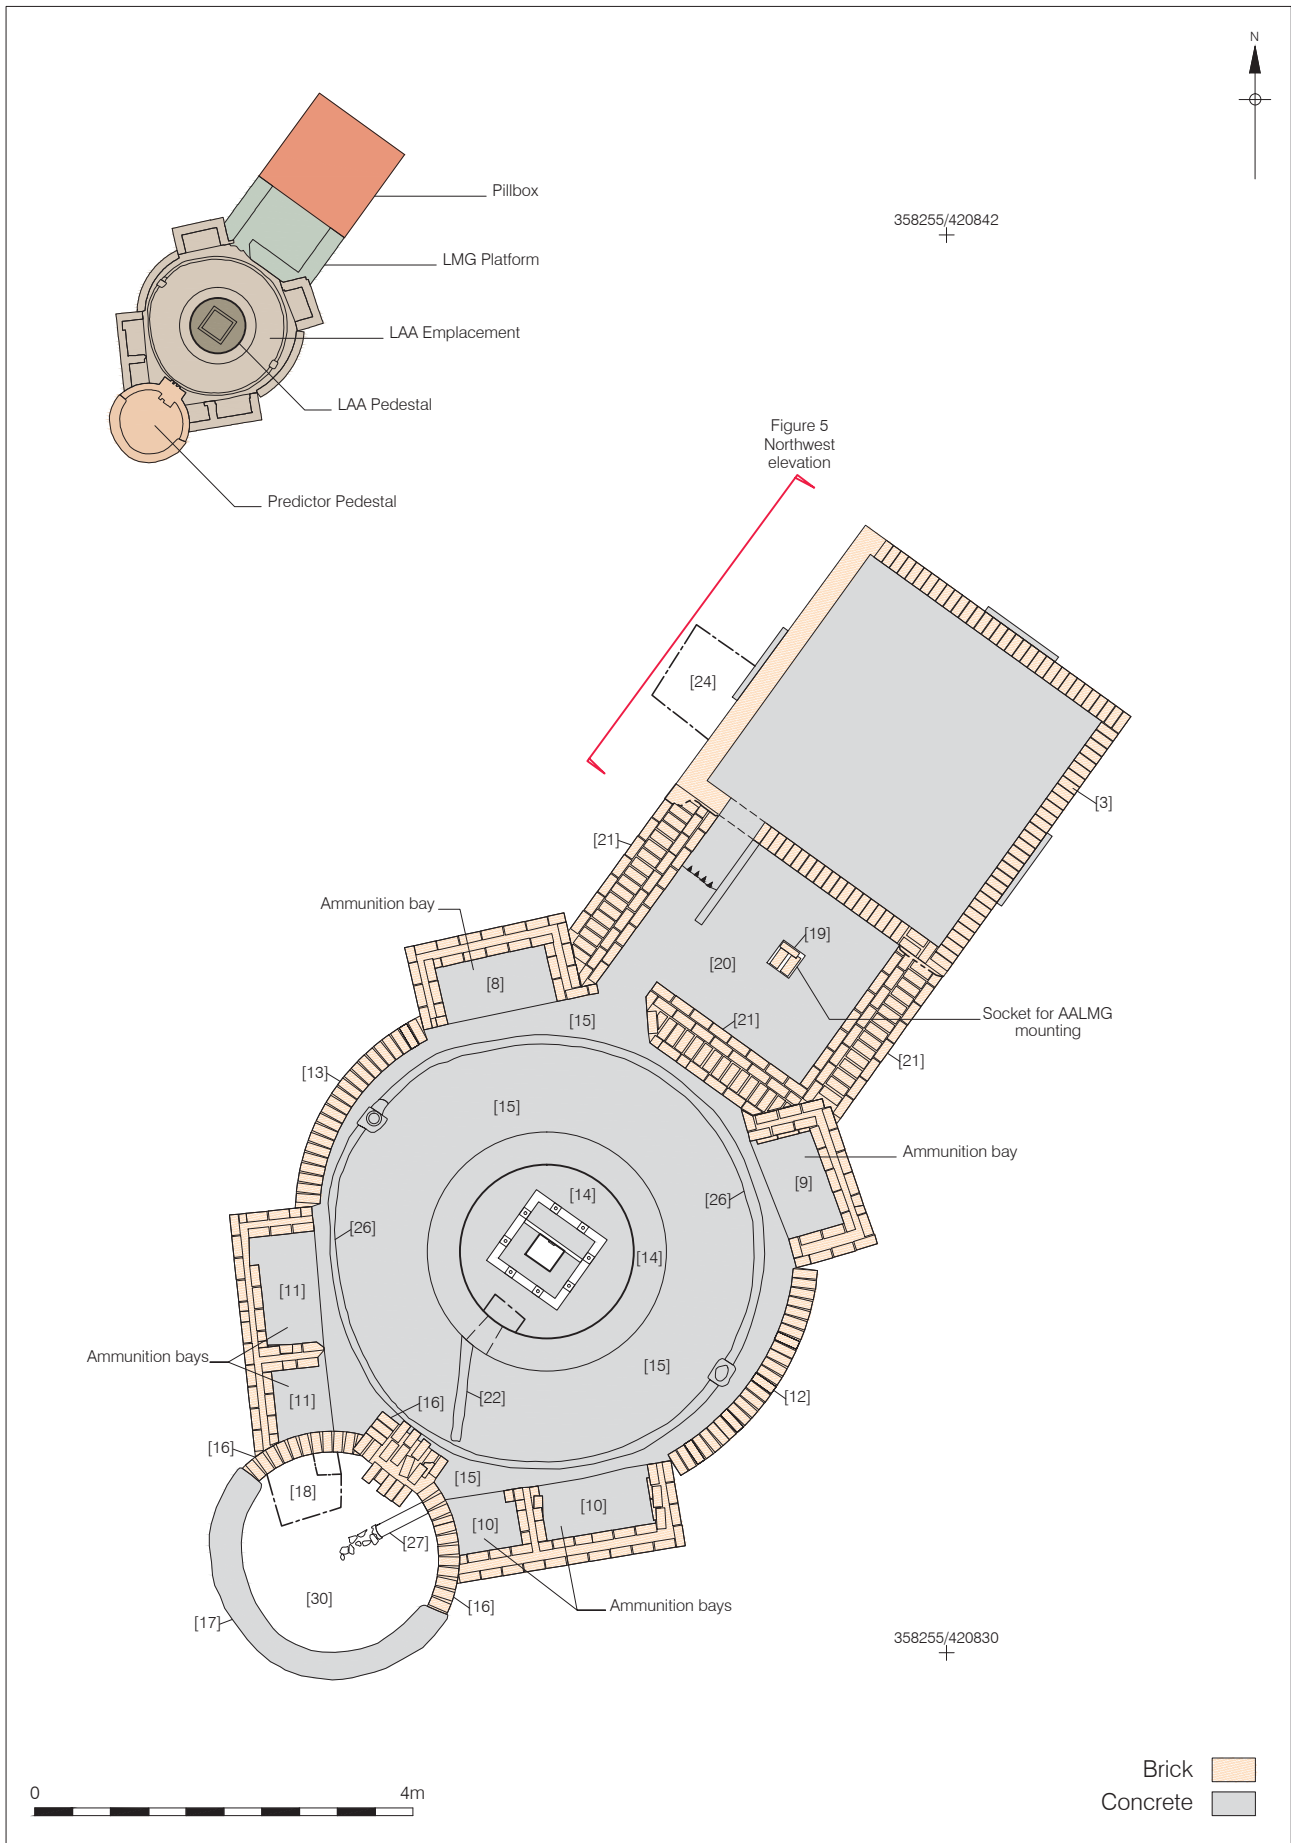 N
Pillbox
358255/420842
LMG Platform
LAA Emplacement
LAA Pedestal
Figure 5
Northwest
elevation
Predictor Pedestal
[24]
[3]
[21]
Ammunition bay
[19]
[20]
[8]
Socket for AALMG
mounting
[15]
[21]
[21]
[13]
[15]
Ammunition bay
[9]
[14]
[26]
[26]
[14]
[11]
Ammunition bays
[15]
[22]
[12]
[11]
[16]
[16]
[15]
[18]
[10]
[10]
[27]
[30]
[16]
Ammunition bays
[17]
358255/420830
Brick
0 4m
Concrete